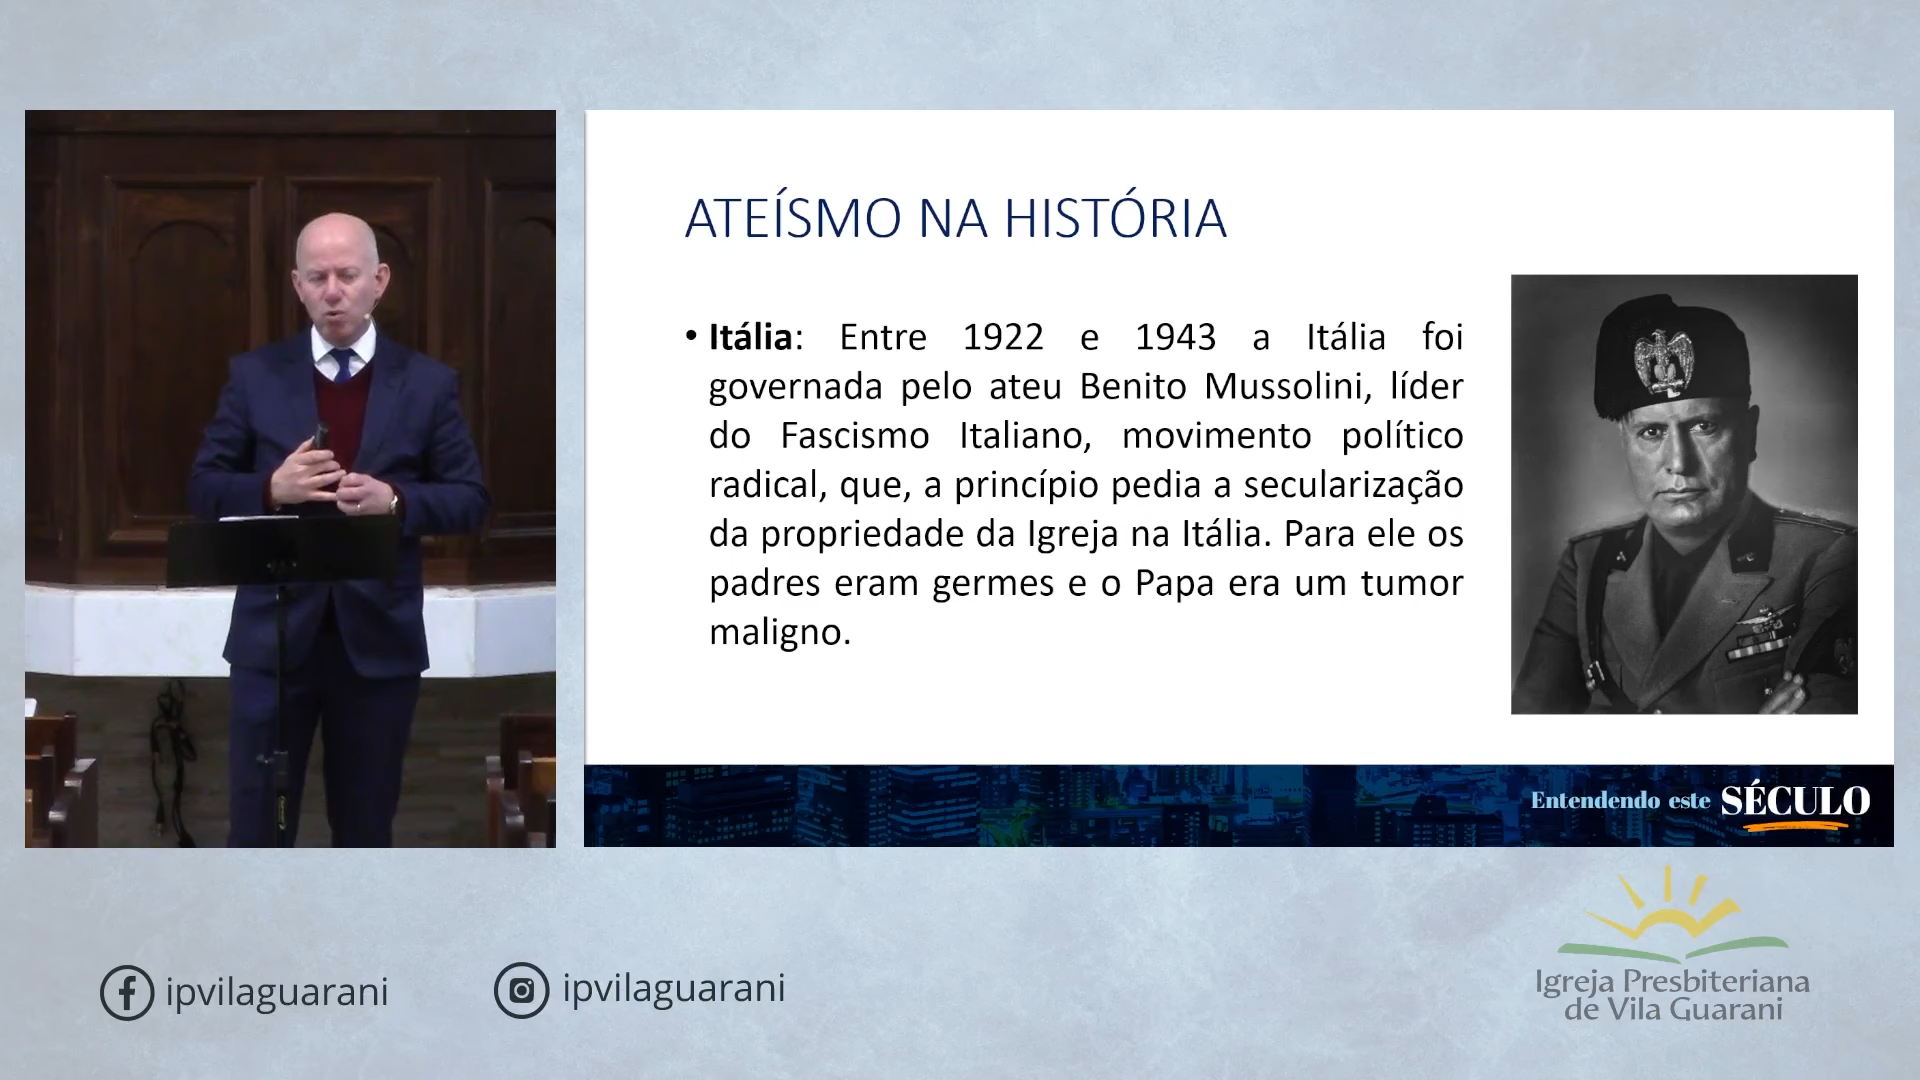 ATEÍSMO NA HISTÓRIA
• Itália: Entre 1922 e 1943 a Itália foi
governada pelo ateu Benito Mussolini, líder
do Fascismo Italiano, movimento político
radical, que, a princípio pedia a secularização
da propriedade da Igreja na Itália. Para ele os
padres eram germes e o Papa era um tumor
maligno.
Entendendo este SÉCULO
ipvilaguarani
ipvilaguarani
Igreja Presbiteriana
de Vila Guarani